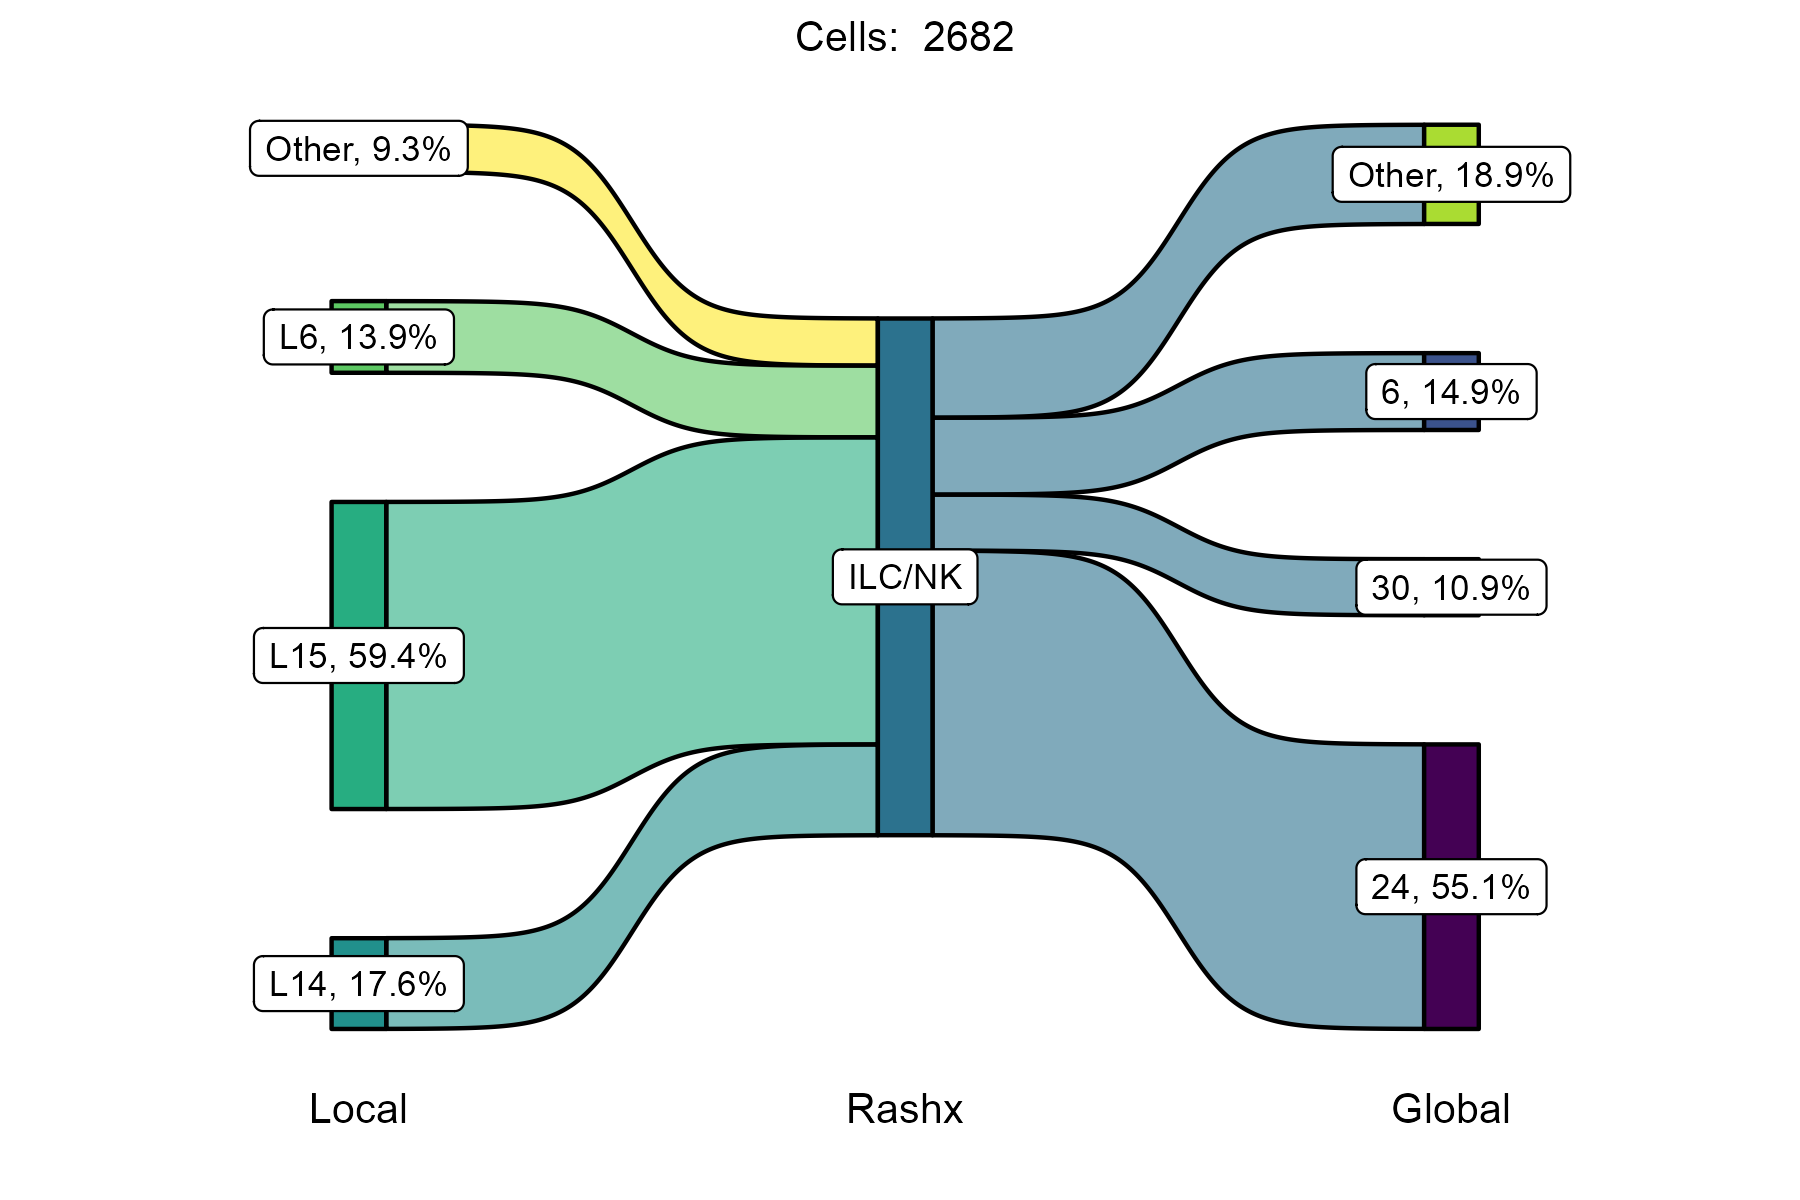 Cells:  2682
Other, 9.3%
L6, 13.9%
L15, 59.4%
L14, 17.6%
ILC/NK
Other, 18.9%
6, 14.9%
30, 10.9%
24, 55.1%
Local
Rashx
Global